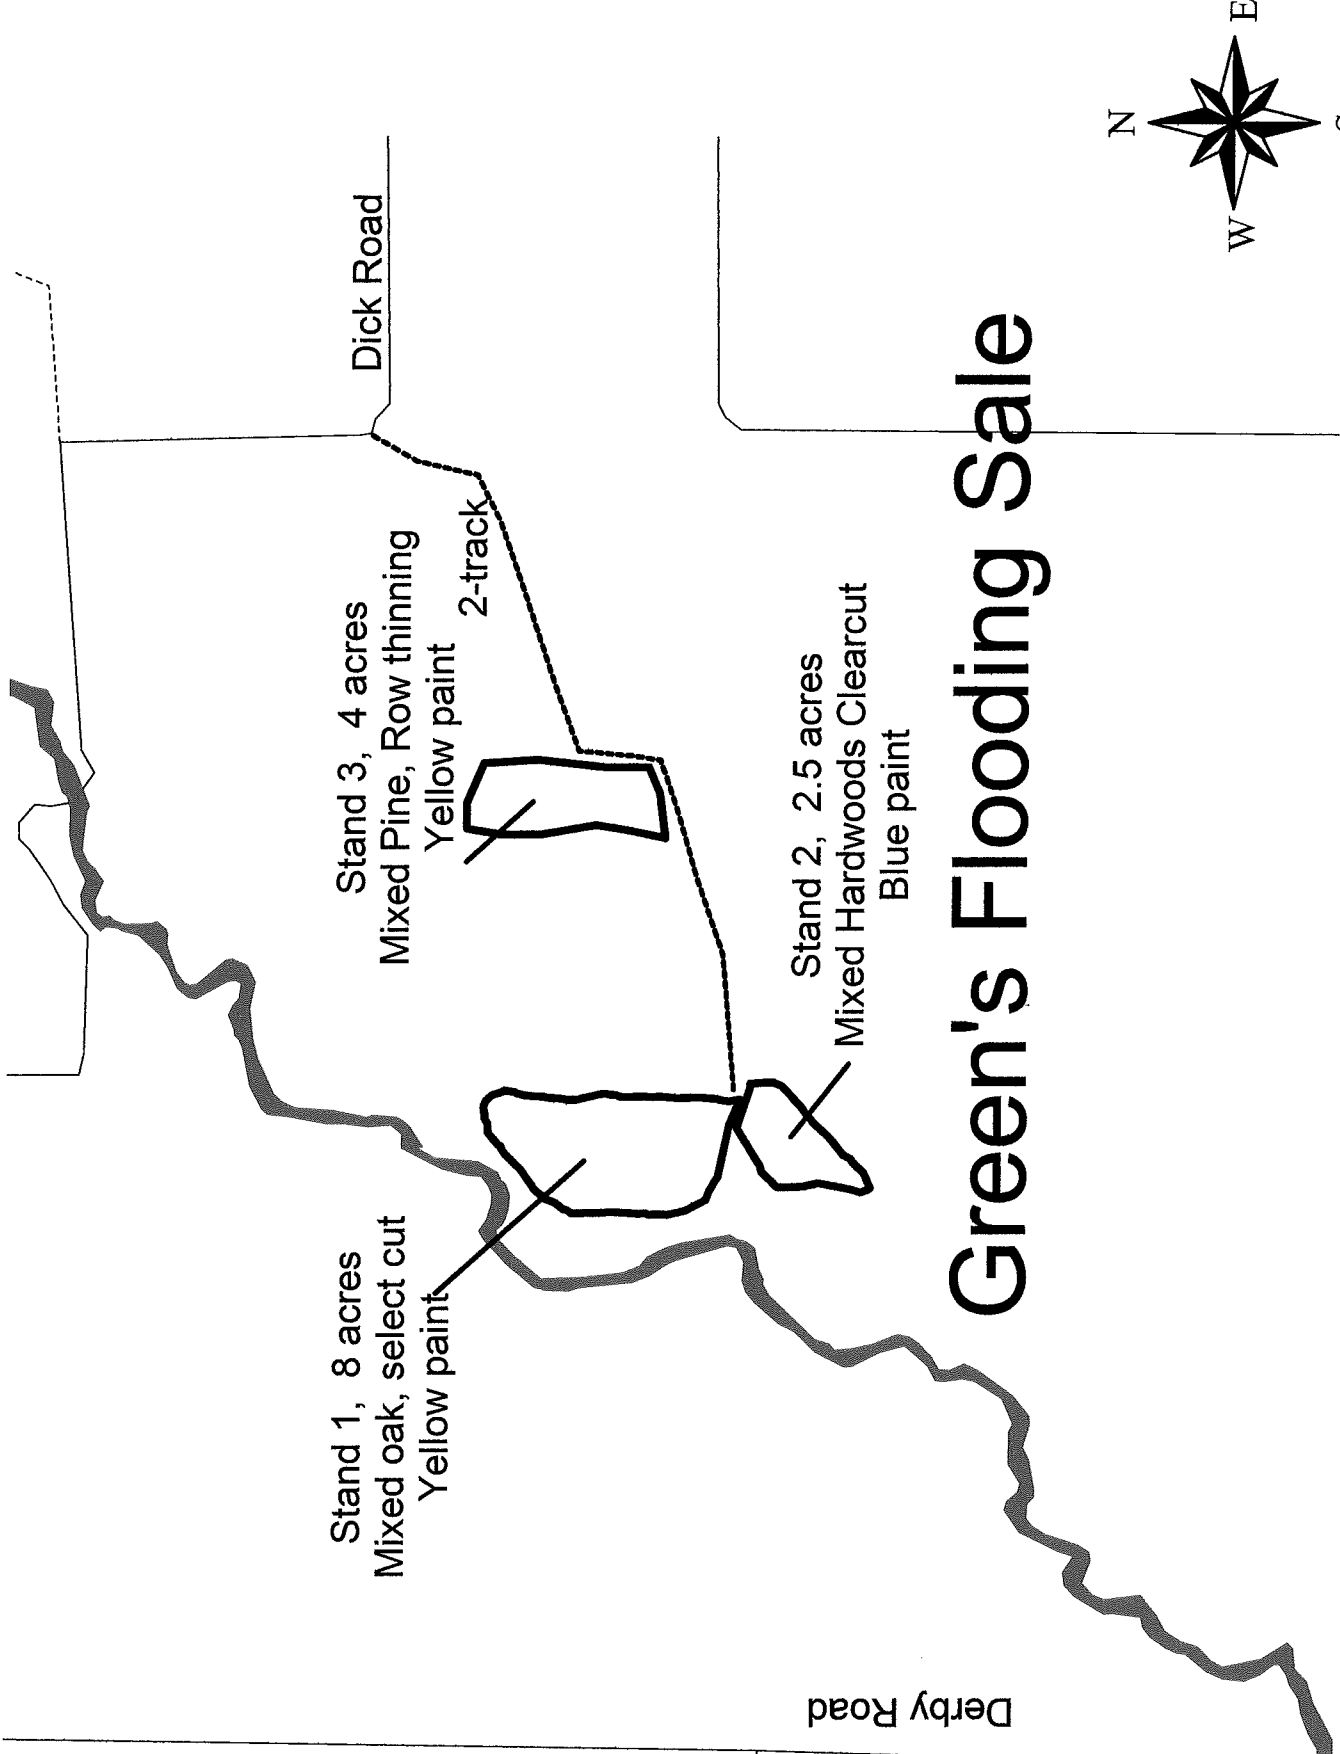 Stand 1, 8 acres
Mixed oak, select cut
Yellow paint
Stand 3, 4 acres
Mixed Pine, Row thinning
Yellow paint
2-track
Dick Road
Stand 2, 2.5 acres
Mixed Hardwoods Clearcut
Blue paint
Derby Road
Green's Flooding Sale
N
W
E